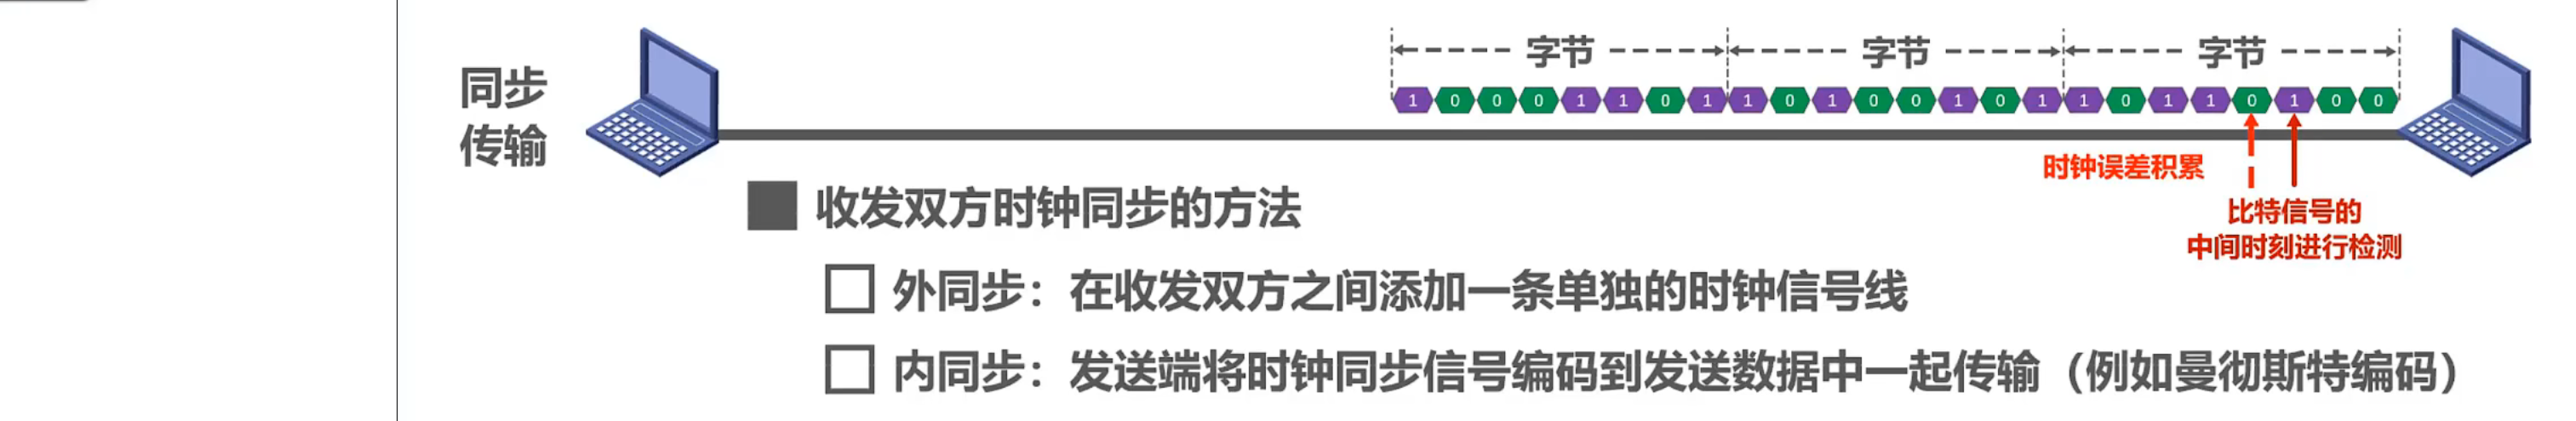 同步
传输
字节 字节 字节
1 0 0 0 1 1 0 1 1 0 1 0 0 1 0 1 1 0 1 1 0 1 0 0
时钟误差积累
比特信号的
中间时刻进行检测
收发双方时钟同步的方法
外同步：在收发双方之间添加一条单独的时钟信号线
内同步：发送端将时钟同步信号编码到发送数据中一起传输（例如曼彻斯特编码）